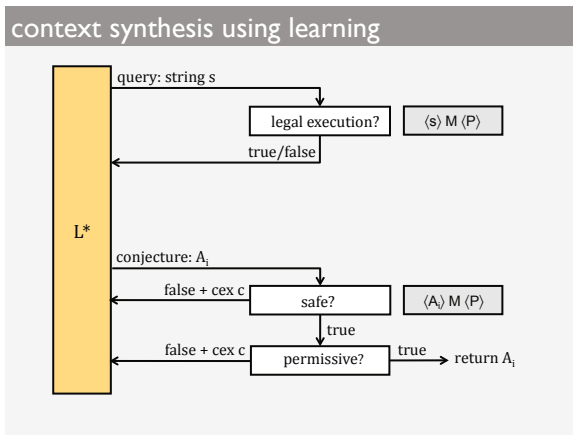 context synthesis using learning
query: string s
legal execution?
⟨s⟩ M ⟨P⟩
true/false
L*
conjecture: Aᵢ
false + cex c
safe?
⟨Aᵢ⟩ M ⟨P⟩
true
false + cex c
permissive?
true
return Aᵢ